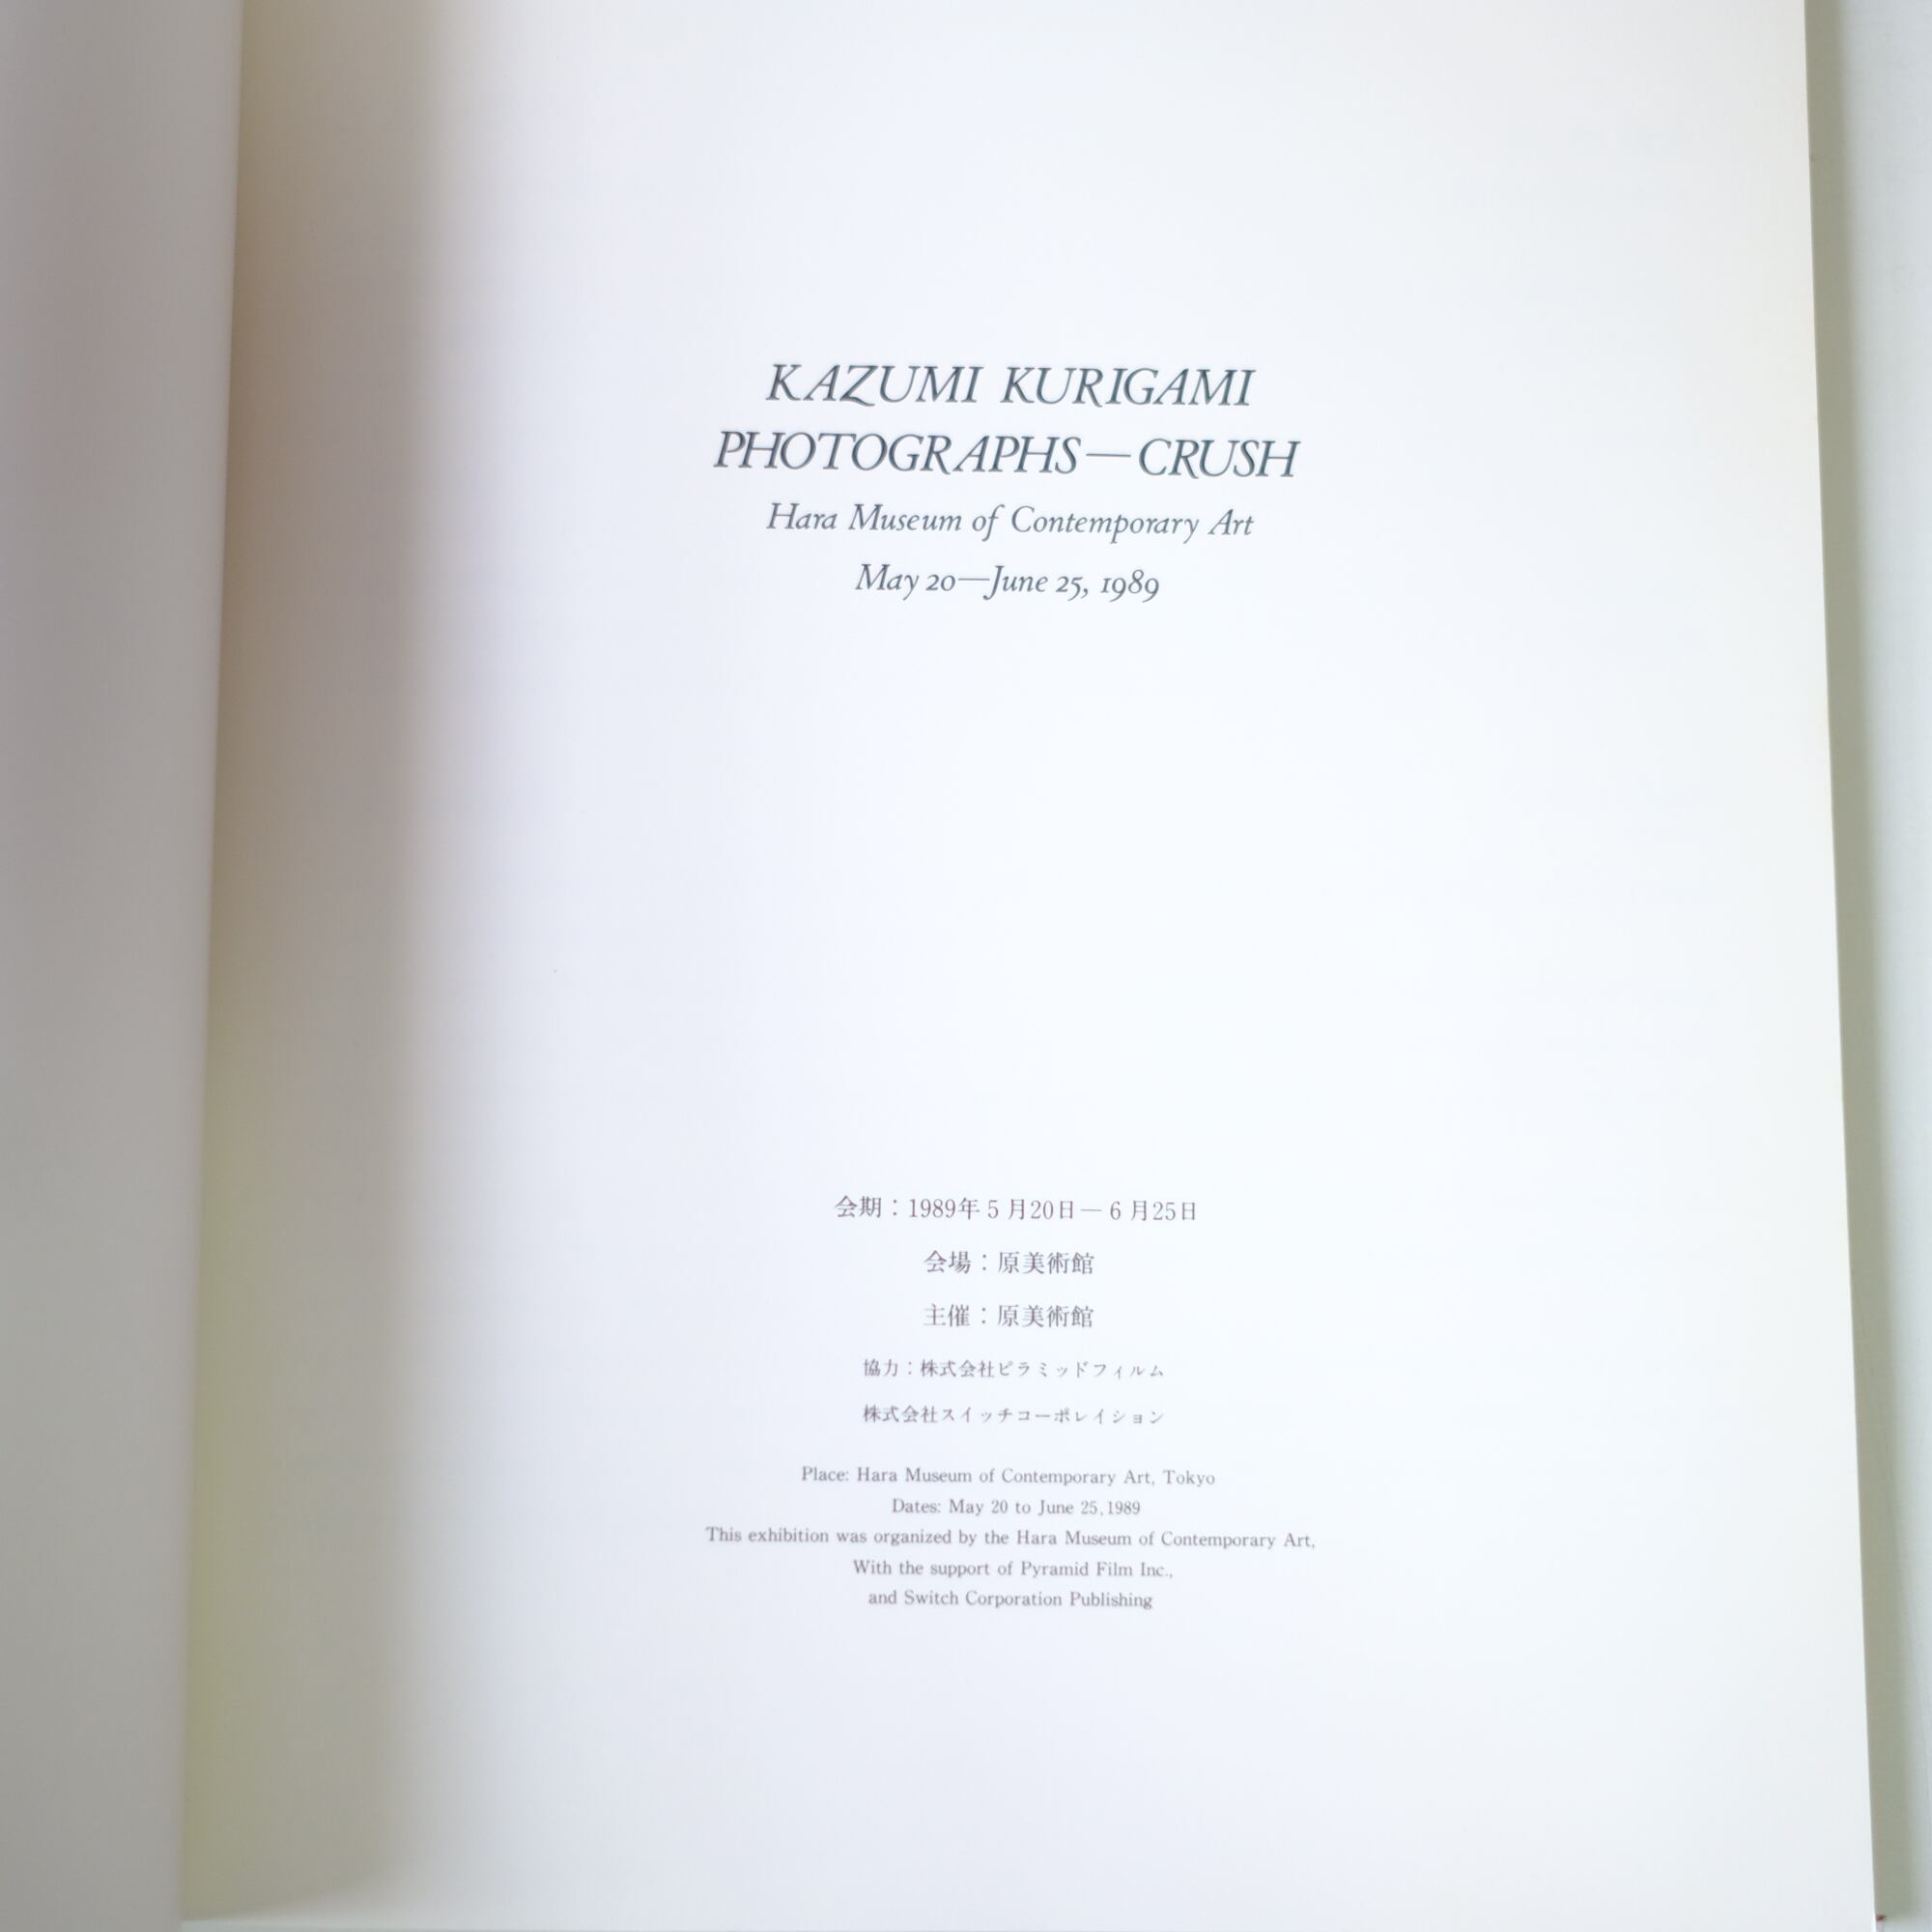 KAZUMI KURIGAMI
PHOTOGRAPHS—CRUSH
Hara Museum of Contemporary Art
May 20—June 25, 1989
会期：1989年5月20日—6月25日
会場：原美術館
主催：原美術館
協力：株式会社ピラミッドフィルム
株式会社スイッチコーポレイション
Place: Hara Museum of Contemporary Art, Tokyo
Dates: May 20 to June 25, 1989
This exhibition was organized by the Hara Museum of Contemporary Art,
With the support of Pyramid Film Inc.,
and Switch Corporation Publishing